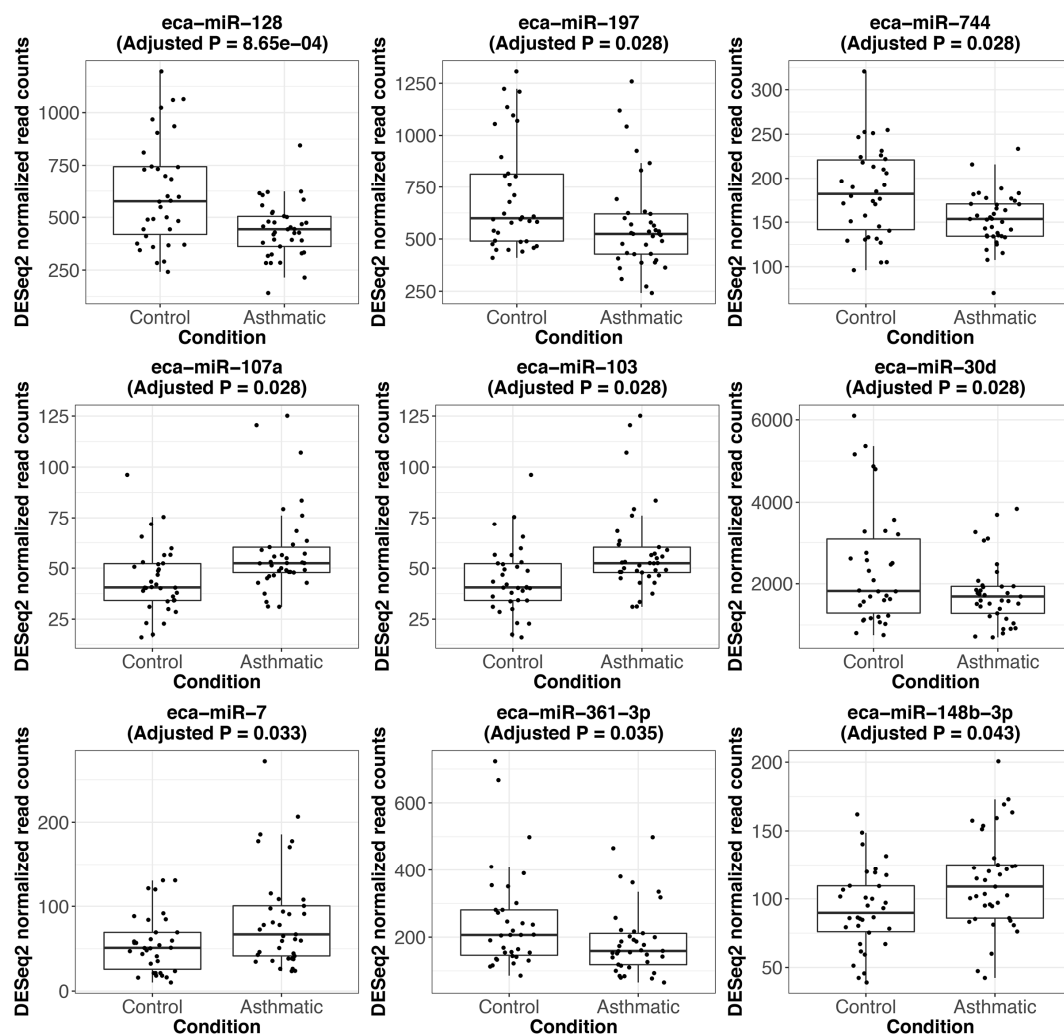 eca−miR−128
(Adjusted P = 8.65e−04)
DESeq2 normalized read counts
1000
750
500
250
Control
Asthmatic
Condition
eca−miR−197
(Adjusted P = 0.028)
DESeq2 normalized read counts
1250
1000
750
500
250
Control
Asthmatic
Condition
eca−miR−744
(Adjusted P = 0.028)
DESeq2 normalized read counts
300
250
200
150
100
Control
Asthmatic
Condition
eca−miR−107a
(Adjusted P = 0.028)
DESeq2 normalized read counts
125
100
75
50
25
Control
Asthmatic
Condition
eca−miR−103
(Adjusted P = 0.028)
DESeq2 normalized read counts
125
100
75
50
25
Control
Asthmatic
Condition
eca−miR−30d
(Adjusted P = 0.028)
DESeq2 normalized read counts
6000
4000
2000
Control
Asthmatic
Condition
eca−miR−7
(Adjusted P = 0.033)
DESeq2 normalized read counts
200
100
0
Control
Asthmatic
Condition
eca−miR−361−3p
(Adjusted P = 0.035)
DESeq2 normalized read counts
600
400
200
Control
Asthmatic
Condition
eca−miR−148b−3p
(Adjusted P = 0.043)
DESeq2 normalized read counts
200
150
100
50
Control
Asthmatic
Condition